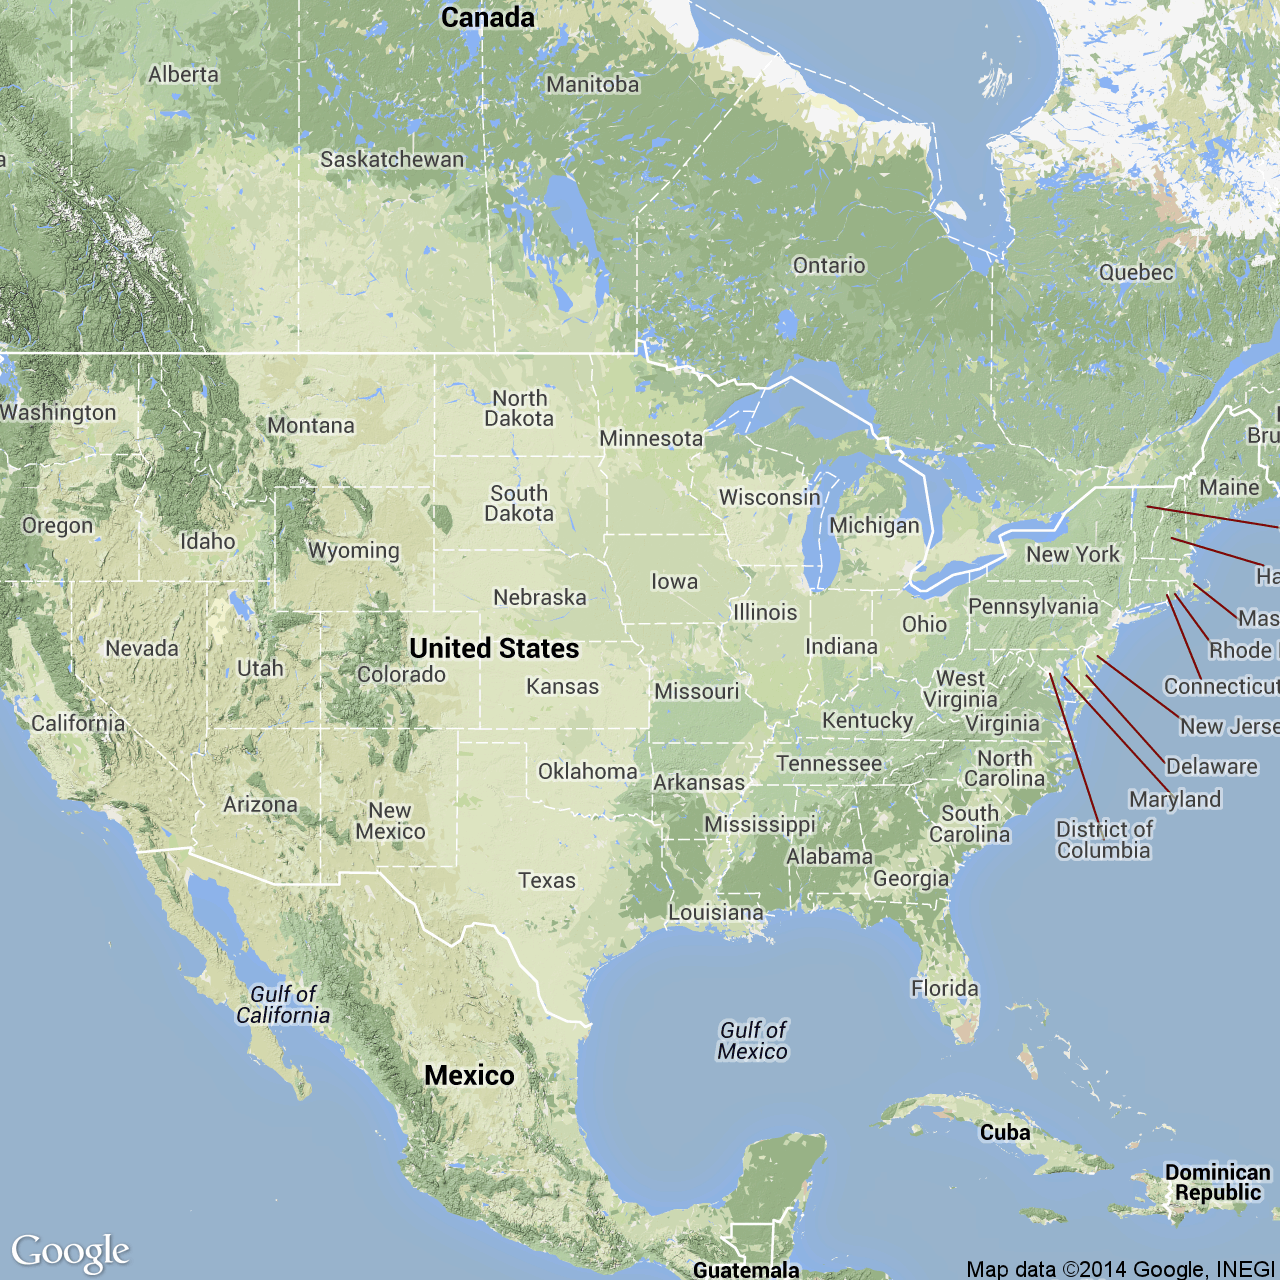 Canada
Alberta
Manitoba
Saskatchewan
Ontario
Quebec
Washington
Montana
North
Dakota
Minnesota
Bru
Maine
Oregon
Idaho
Wyoming
South
Dakota
Wisconsin
Michigan
New York
Ha
Mas
Rhode
Connecticut
New Jerse
Nebraska
Iowa
Illinois
Indiana
Ohio
Pennsylvania
Nevada
Utah
United States
Colorado
Kansas
Missouri
West
Virginia
Kentucky
Virginia
California
Delaware
Maryland
District of
Columbia
Arizona
New
Mexico
Oklahoma
Arkansas
Tennessee
North
Carolina
Mississippi
South
Carolina
Alabama
Georgia
Texas
Louisiana
Florida
Gulf of
California
Gulf of
Mexico
Mexico
Cuba
Dominican
Republic
Guatemala
Google
Map data ©2014 Google, INEGI